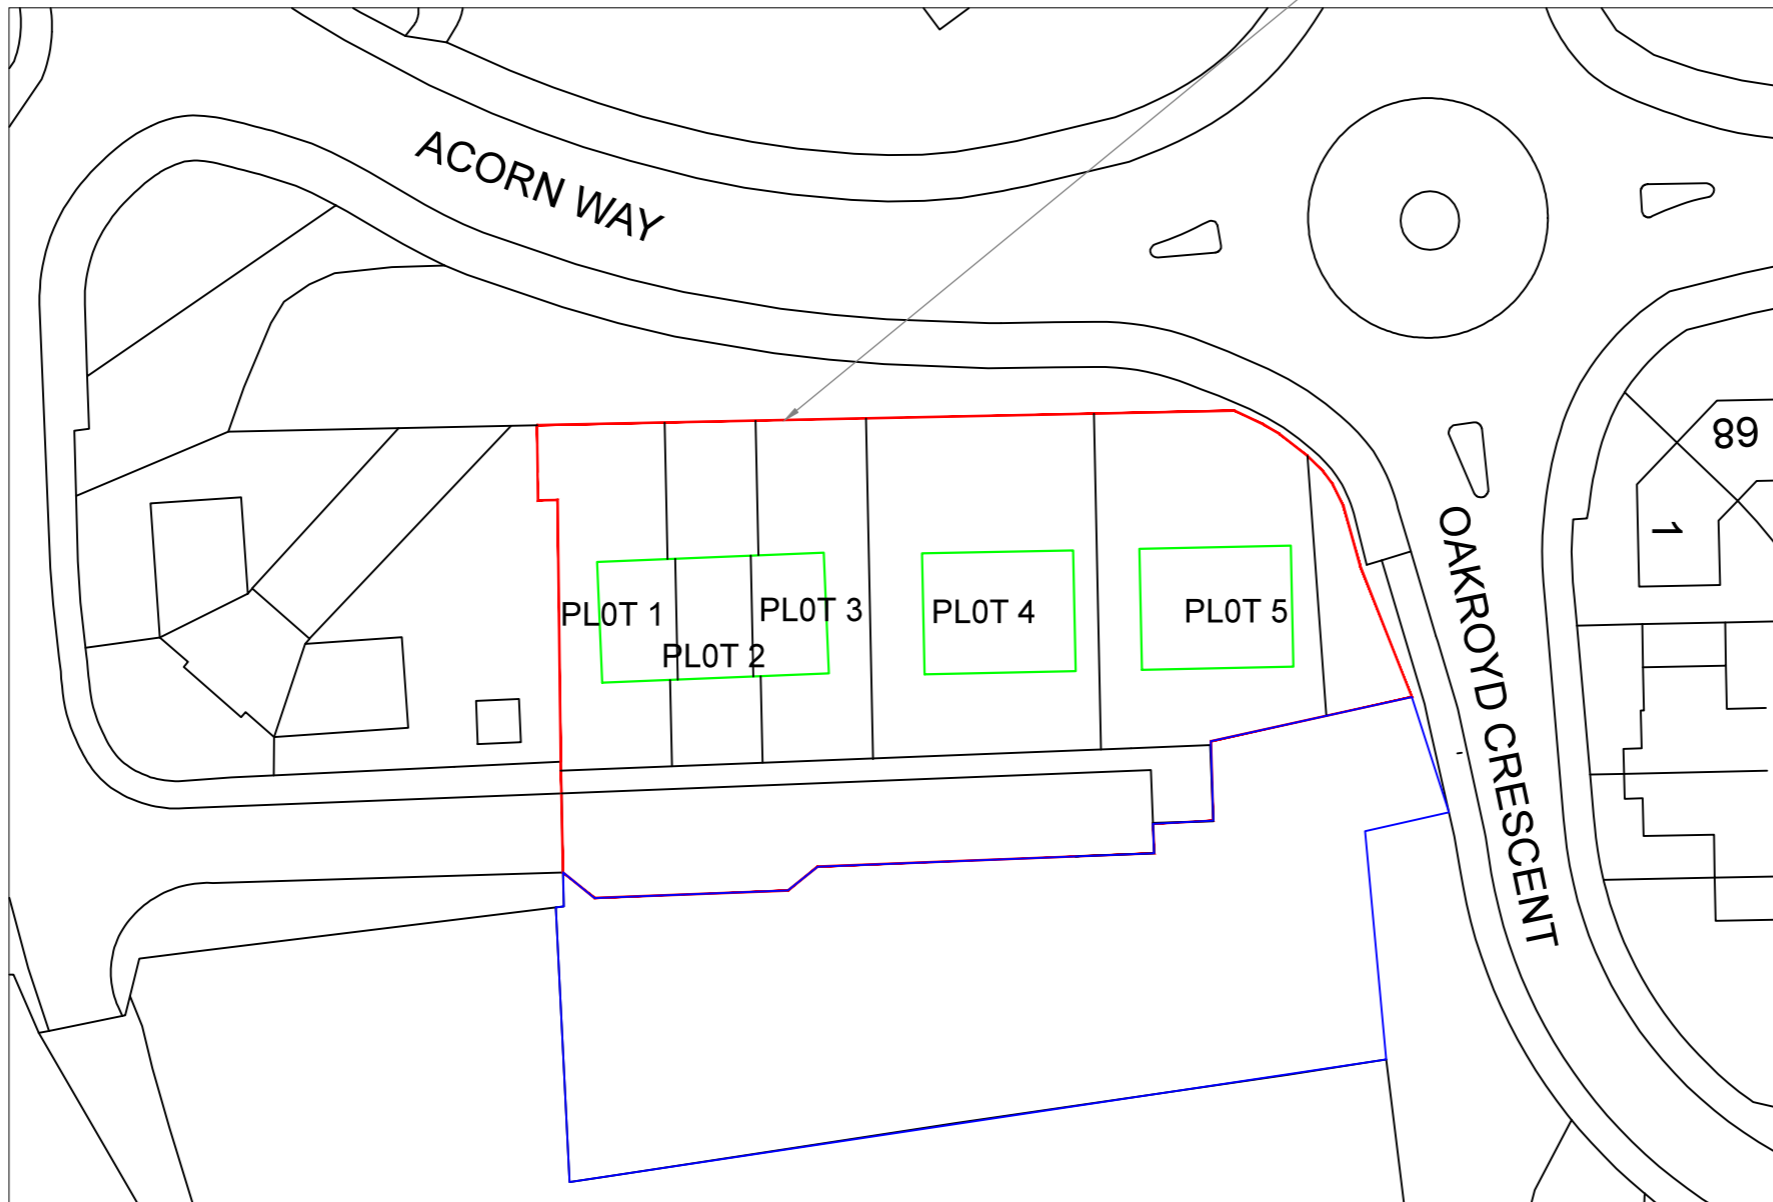 ACORN WAY
89
1
OAKROYD CRESCENT
PL0T 1
PL0T 2
PL0T 3
PL0T 4
PL0T 5